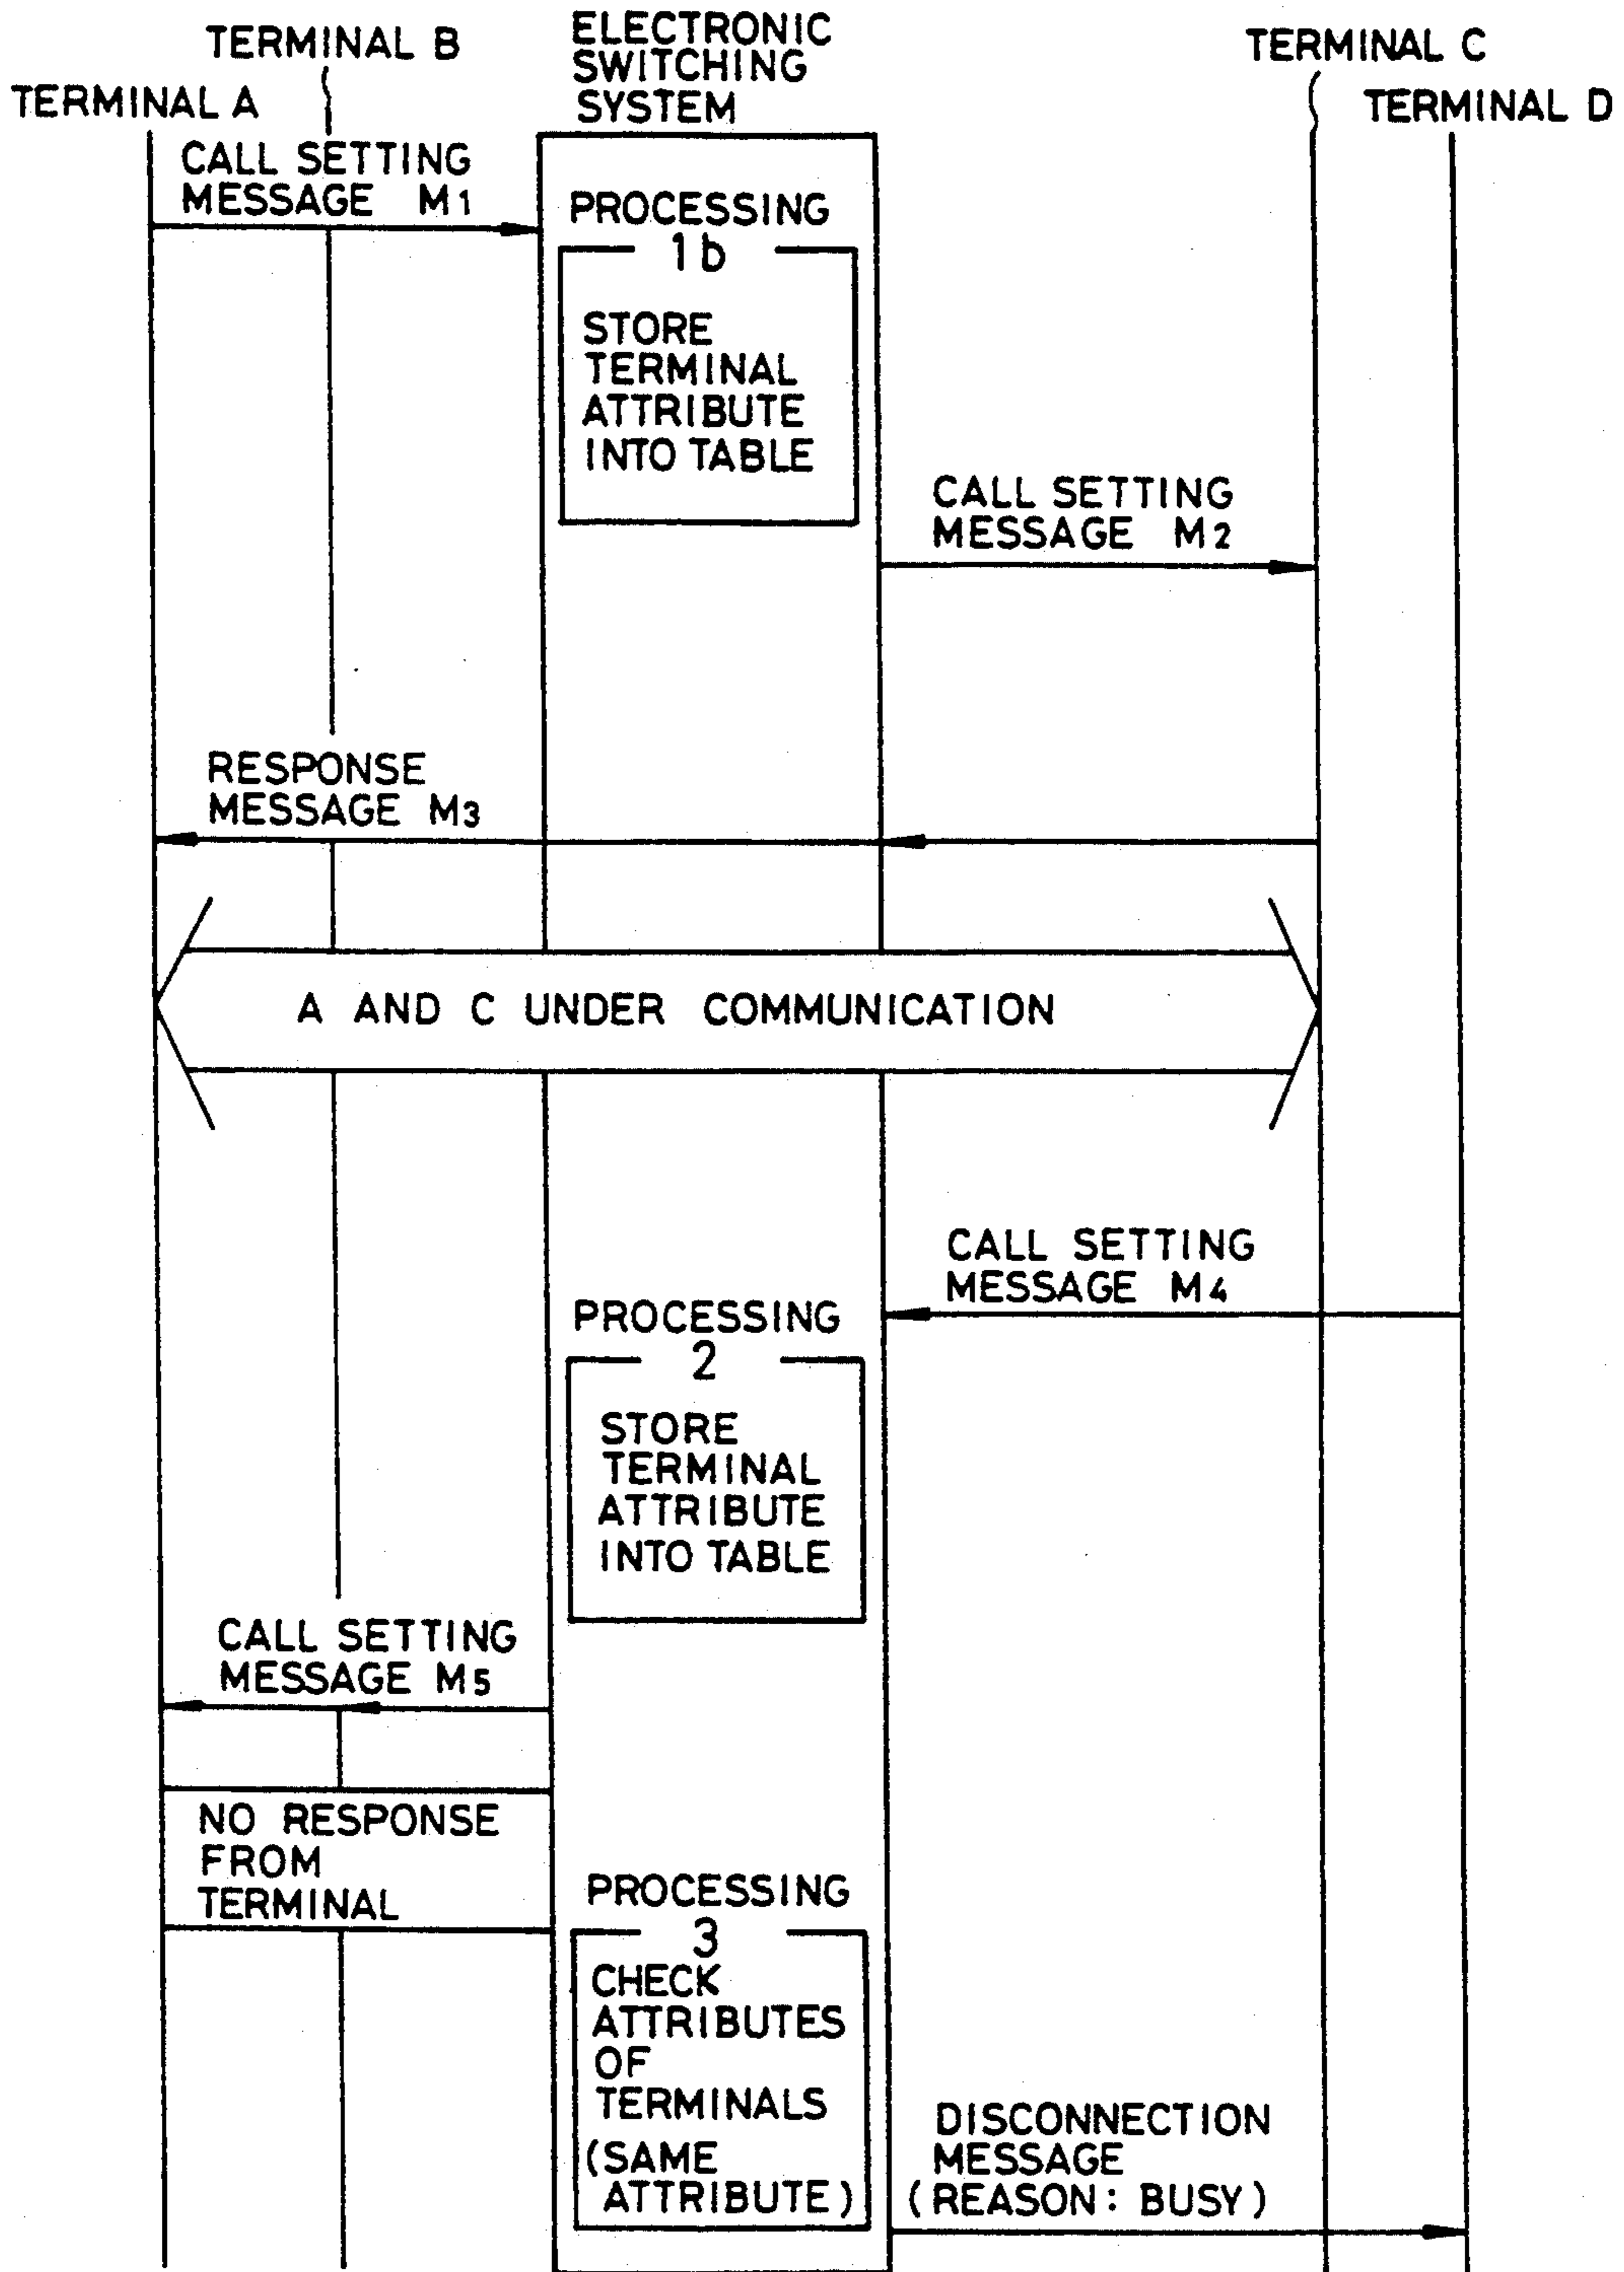 TERMINAL A
TERMINAL B
ELECTRONIC
SWITCHING
SYSTEM
TERMINAL C
TERMINAL D
CALL SETTING
MESSAGE M1
PROCESSING
1b
STORE
TERMINAL
ATTRIBUTE
INTO TABLE
CALL SETTING
MESSAGE M2
RESPONSE
MESSAGE M3
A AND C UNDER COMMUNICATION
CALL SETTING
MESSAGE M4
PROCESSING
2
STORE
TERMINAL
ATTRIBUTE
INTO TABLE
CALL SETTING
MESSAGE M5
NO RESPONSE
FROM
TERMINAL
PROCESSING
3
CHECK
ATTRIBUTES
OF
TERMINALS
(SAME
ATTRIBUTE)
DISCONNECTION
MESSAGE
(REASON: BUSY)